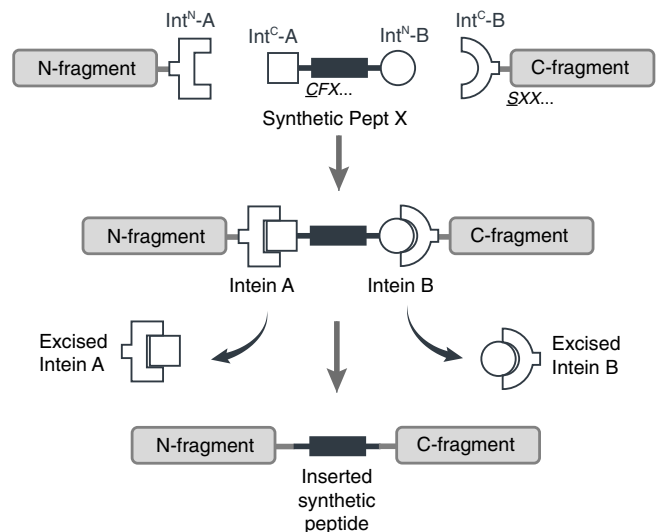 Int^N-A
Int^C-A
Int^N-B
Int^C-B
N-fragment
C-fragment
CFX...
SXX...
Synthetic Pept X
N-fragment
C-fragment
Intein A
Intein B
Excised
Intein A
Excised
Intein B
N-fragment
C-fragment
Inserted
synthetic
peptide